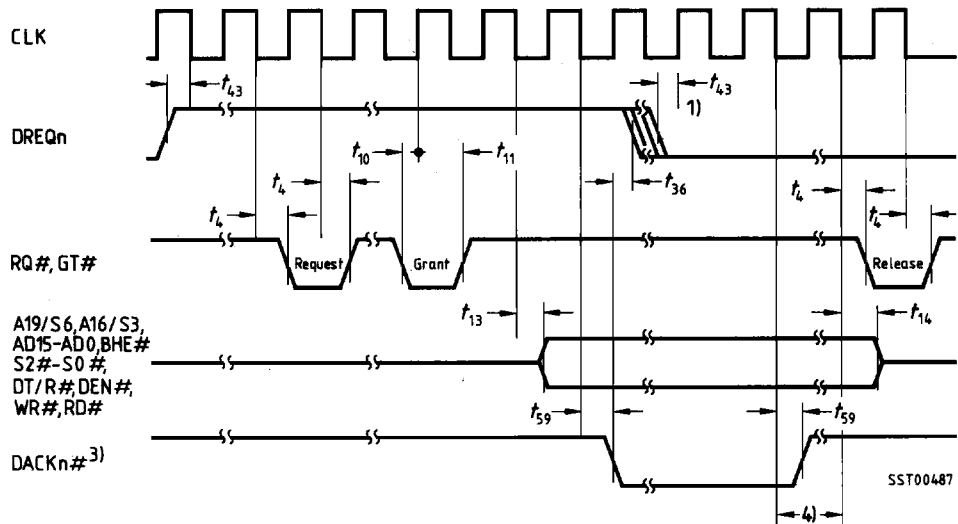 CLK
t43
t43
1)
DREQn
t10
t11
t36
t4
t4
t4
t4
RQ#, GT#
Request
Grant
Release
t13
t14
A19/S6, A16/S3,
AD15-AD0, BHE#
S2#-S0#,
DT/R#, DEN#,
WR#, RD#
t59
t59
DACKn# 3)
SST00487
4)